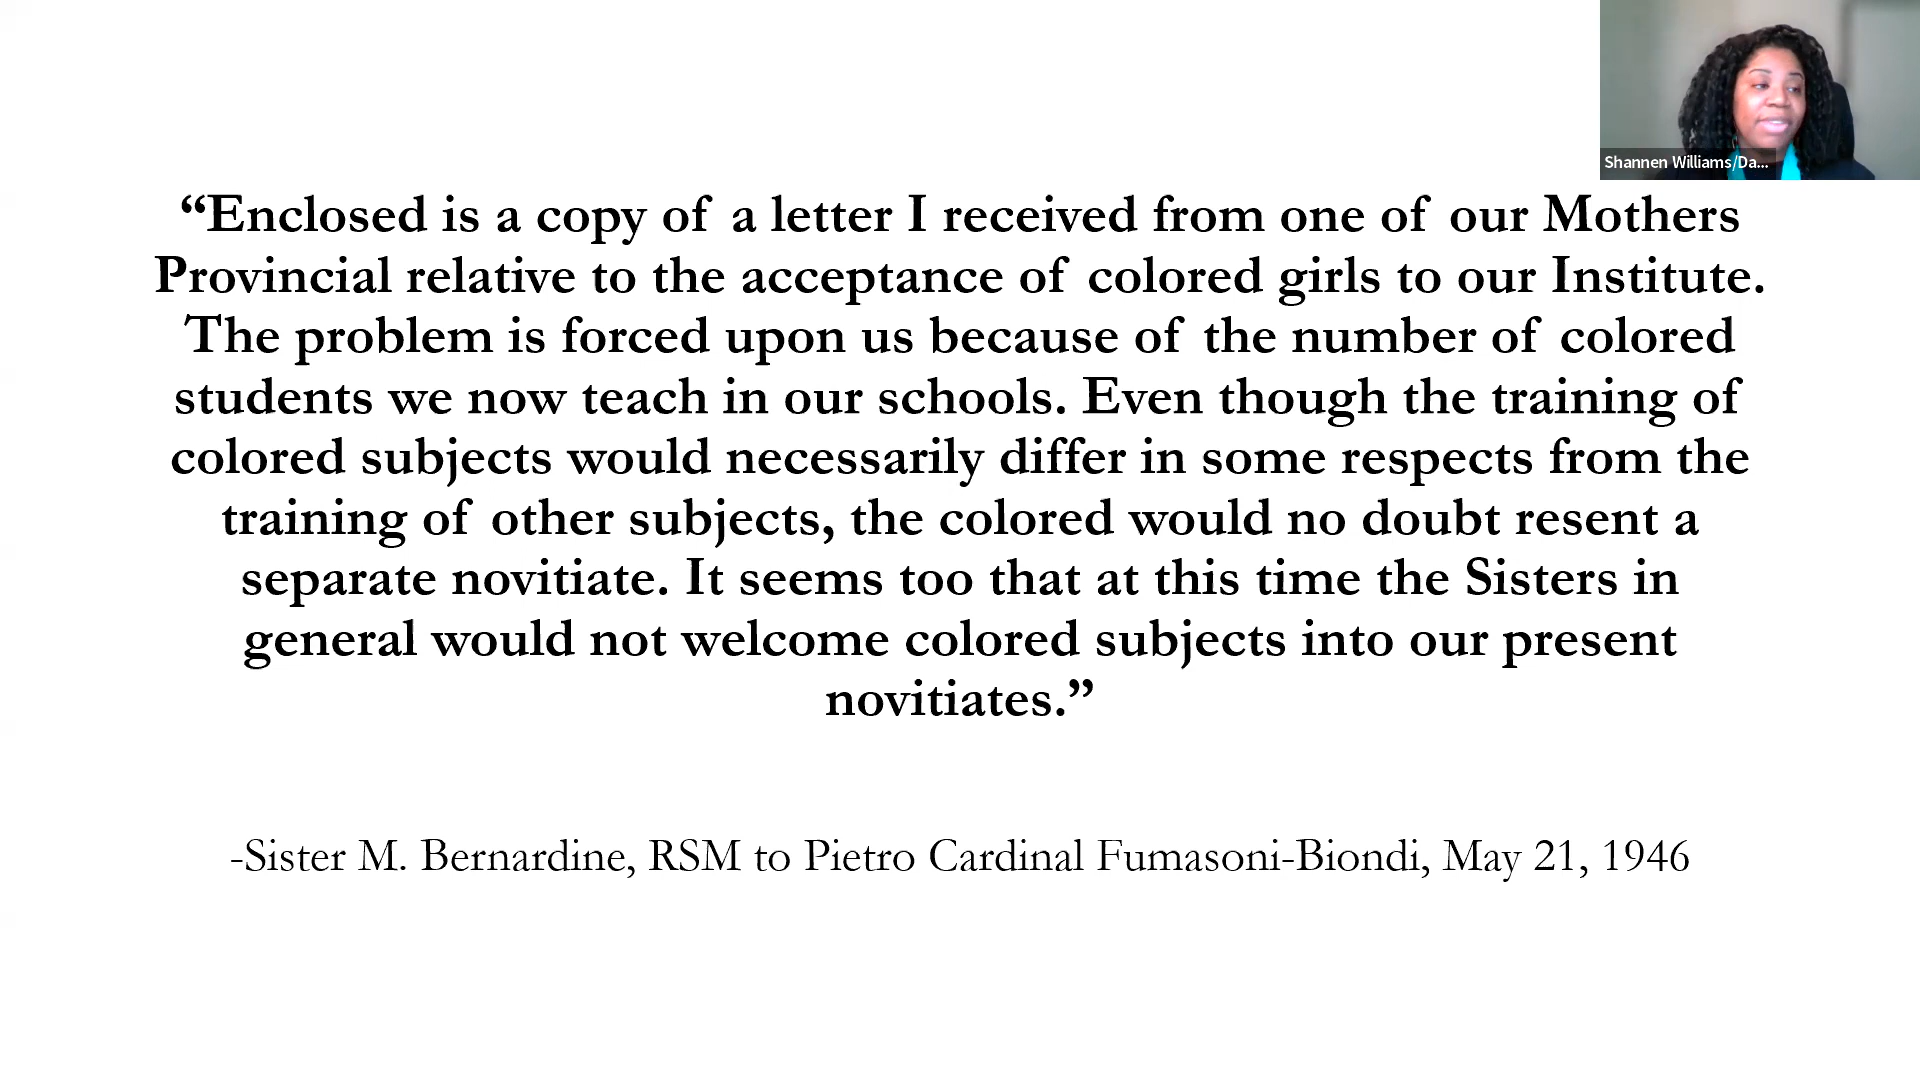 Shannen Williams/Da...
“Enclosed is a copy of a letter I received from one of our Mothers
Provincial relative to the acceptance of colored girls to our Institute.
The problem is forced upon us because of the number of colored
students we now teach in our schools. Even though the training of
colored subjects would necessarily differ in some respects from the
training of other subjects, the colored would no doubt resent a
separate novitiate. It seems too that at this time the Sisters in
general would not welcome colored subjects into our present
novitiates.”
-Sister M. Bernardine, RSM to Pietro Cardinal Fumasoni-Biondi, May 21, 1946